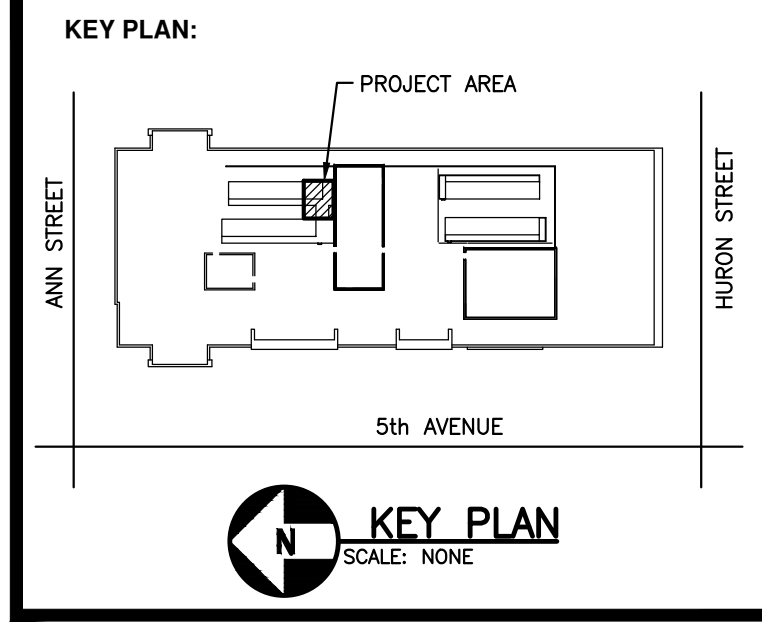 KEY PLAN:
PROJECT AREA
ANN STREET
HURON STREET
5th AVENUE
N
KEY PLAN
SCALE: NONE